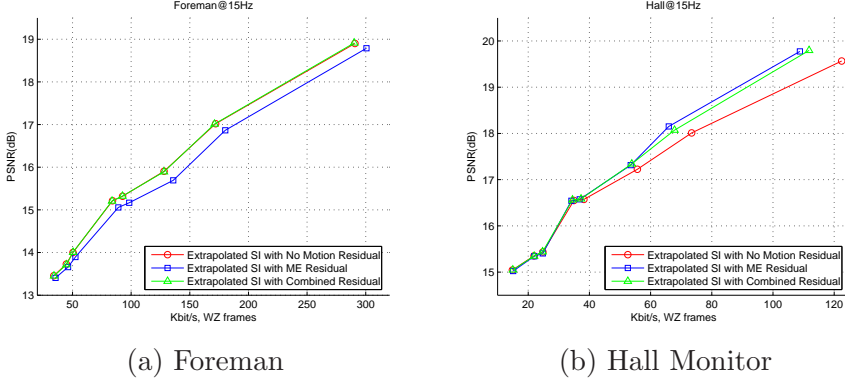 Foreman@15Hz
19
18
17
16
15
14
13
PSNR(dB)
50 100 150 200 250 300
Kbit/s, WZ frames
Extrapolated SI with No Motion Residual
Extrapolated SI with ME Residual
Extrapolated SI with Combined Residual
(a) Foreman
Hall@15Hz
20
19
18
17
16
15
PSNR(dB)
20 40 60 80 100 120
Kbit/s, WZ frames
Extrapolated SI with No Motion Residual
Extrapolated SI with ME Residual
Extrapolated SI with Combined Residual
(b) Hall Monitor